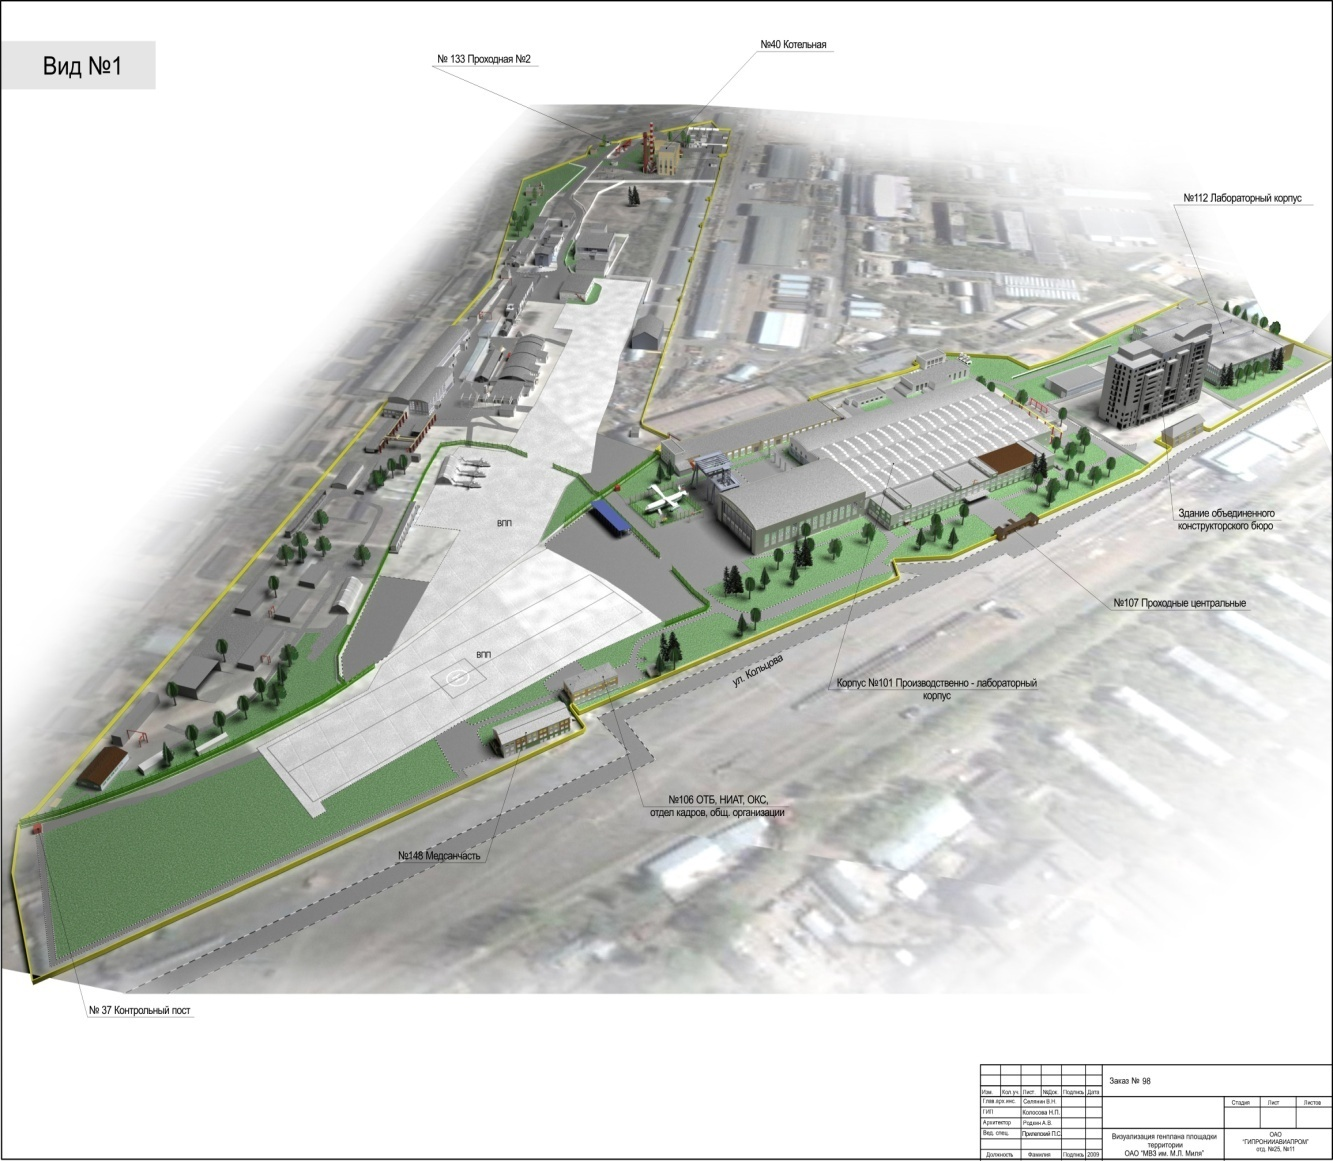 Вид №1
№ 133 Проходная №2
№40 Котельная
№112 Лабораторный корпус
Здание объединенного
конструкторского бюро
№107 Проходные центральные
Корпус №101 Производственно - лабораторный
корпус
ул. Кольцова
ВПП
ВПП
№106 ОТБ, НИАТ, ОКС,
отдел кадров, общ. организации
№148 Медсанчасть
№ 37 Контрольный пост
Заказ № 98
Изм. Кол.уч. Лист №Док. Подпись Дата
Глав.арх.инс. Селянин В.Н.
ГИП Колосова Н.П.
Архитектор Родкин А.В.
Вед. спец. Прилепский П.С.
Должность Фамилия Подпись 2009
Стадия Лист Листов
Визуализация генплана площадки
территории
ОАО "МВЗ им. М.Л. Миля"
ОАО
"ГИПРОНИИАВИАПРОМ"
отд. №25, №11